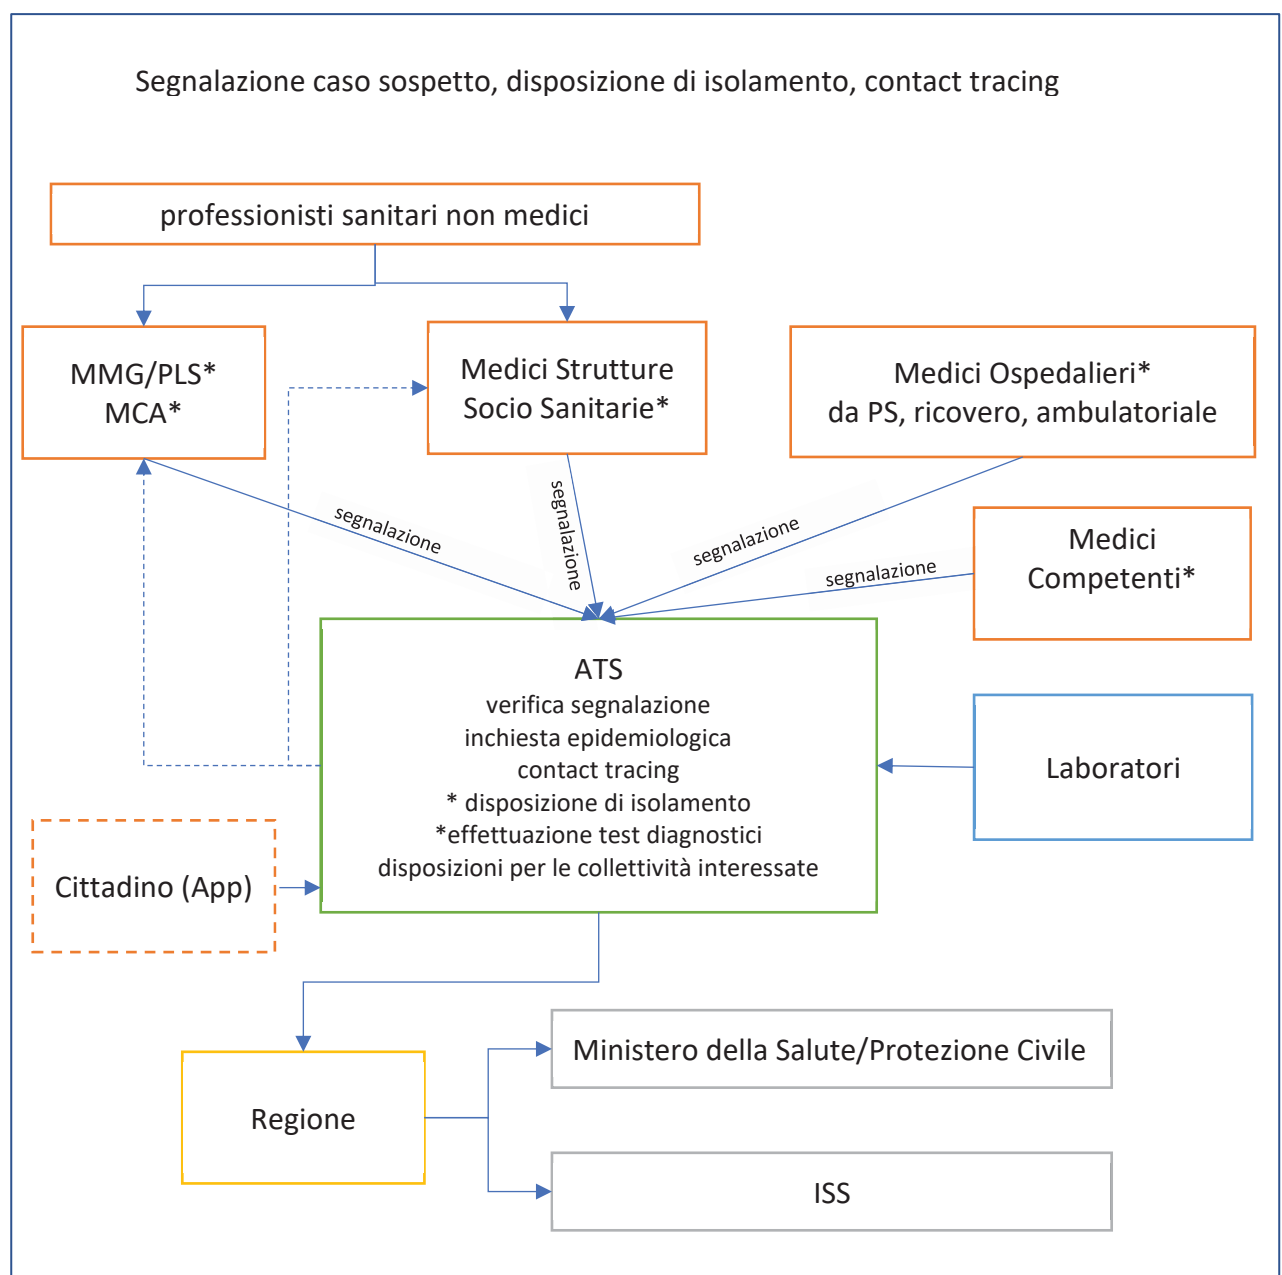 Segnalazione caso sospetto, disposizione di isolamento, contact tracing
professionisti sanitari non medici
MMG/PLS*
MCA*
Medici Strutture
Socio Sanitarie*
Medici Ospedalieri*
da PS, ricovero, ambulatoriale
segnalazione
segnalazione
segnalazione
segnalazione
Medici
Competenti*
ATS
verifica segnalazione
inchiesta epidemiologica
contact tracing
* disposizione di isolamento
*effettuazione test diagnostici
disposizioni per le collettività interessate
Laboratori
Cittadino (App)
Regione
Ministero della Salute/Protezione Civile
ISS